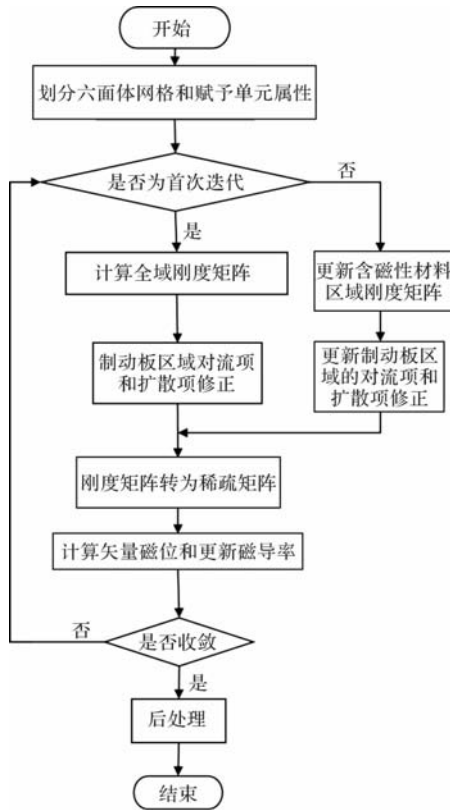 开始
划分六面体网格和赋予单元属性
是否为首次迭代
否
是
计算全域刚度矩阵
更新含磁性材料
区域刚度矩阵
制动板区域对流项
和扩散项修正
更新制动板区
域的对流项和
扩散项修正
刚度矩阵转为稀疏矩阵
计算矢量磁位和更新磁导率
否
是否收敛
是
后处理
结束